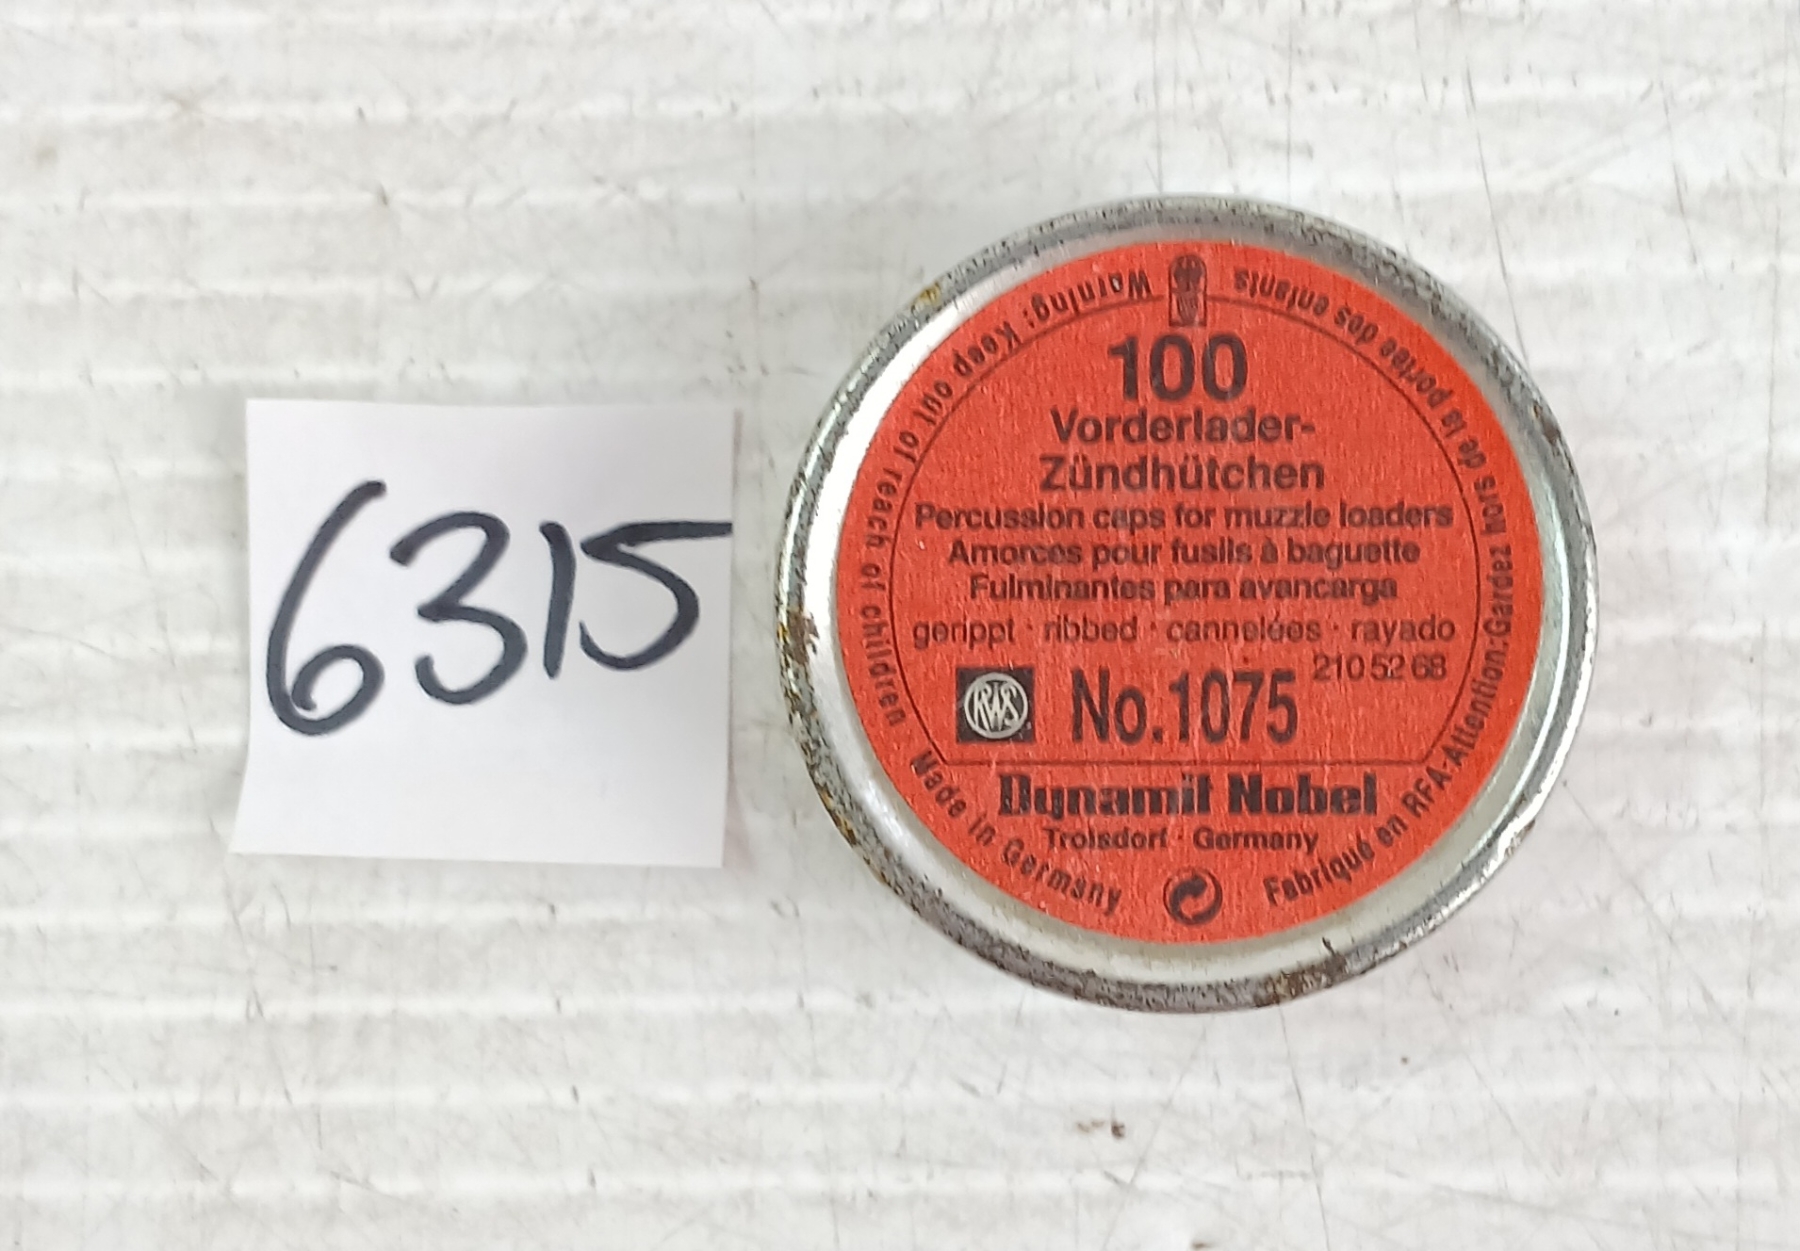 6315
100
Vorderlader-
Zündhütchen
Percussion caps for muzzle loaders
Amorces pour fusils à baguette
Fulminantes para avancarga
gerippt · ribbed · cannelées · rayado
210 52 68
RWS
No.1075
Dynamit Nobel
Troisdorf · Germany
Warning: Keep out of reach of children · Made in Germany
Fabriqué en RFA · Attention: Gardez hors de la portée des enfants